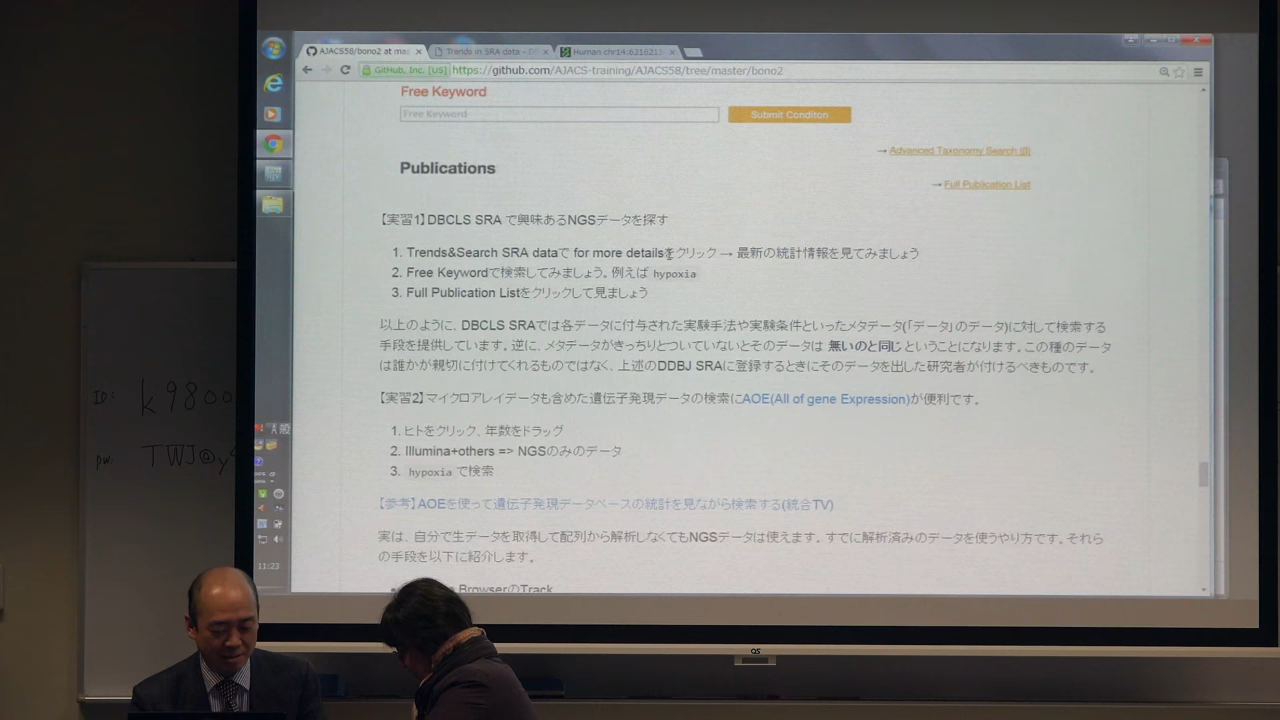 AJACS58/bono2 at mas
Trends in SRA data – D
Human chr14:6216211
GitHub, Inc. [US] https://github.com/AJACS-training/AJACS58/tree/master/bono2
Free Keyword
Free Keyword
Submit Conditon
→ Advanced Taxonomy Search (β)
Publications
→ Full Publication List
【実習1】DBCLS SRA で興味あるNGSデータを探す
1. Trends&Search SRA dataで for more detailsをクリック → 最新の統計情報を見てみましょう
2. Free Keywordで検索してみましょう。例えば hypoxia
3. Full Publication Listをクリックして見ましょう
以上のように、DBCLS SRAでは各データに付与された実験手法や実験条件といったメタデータ(「データ」のデータ)に対して検索する
手段を提供しています。逆に、メタデータがきっちりとついていないとそのデータは 無いのと同じ ということになります。この種のデータ
は誰かが親切に付けてくれるものではなく、上述のDDBJ SRAに登録するときにそのデータを出した研究者が付けるべきものです。
【実習2】マイクロアレイデータも含めた遺伝子発現データの検索にAOE(All of gene Expression)が便利です。
1. ヒトをクリック、年数をドラッグ
2. Illumina+others => NGSのみのデータ
3. hypoxia で検索
【参考】AOEを使って遺伝子発現データベースの統計を見ながら検索する(統合TV)
実は、自分で生データを取得して配列から解析しなくてもNGSデータは使えます。すでに解析済みのデータを使うやり方です。それら
の手段を以下に紹介します。
BrowserのTrack
A 般
11:23
ID: k9800
pw: TWJ@y
OS